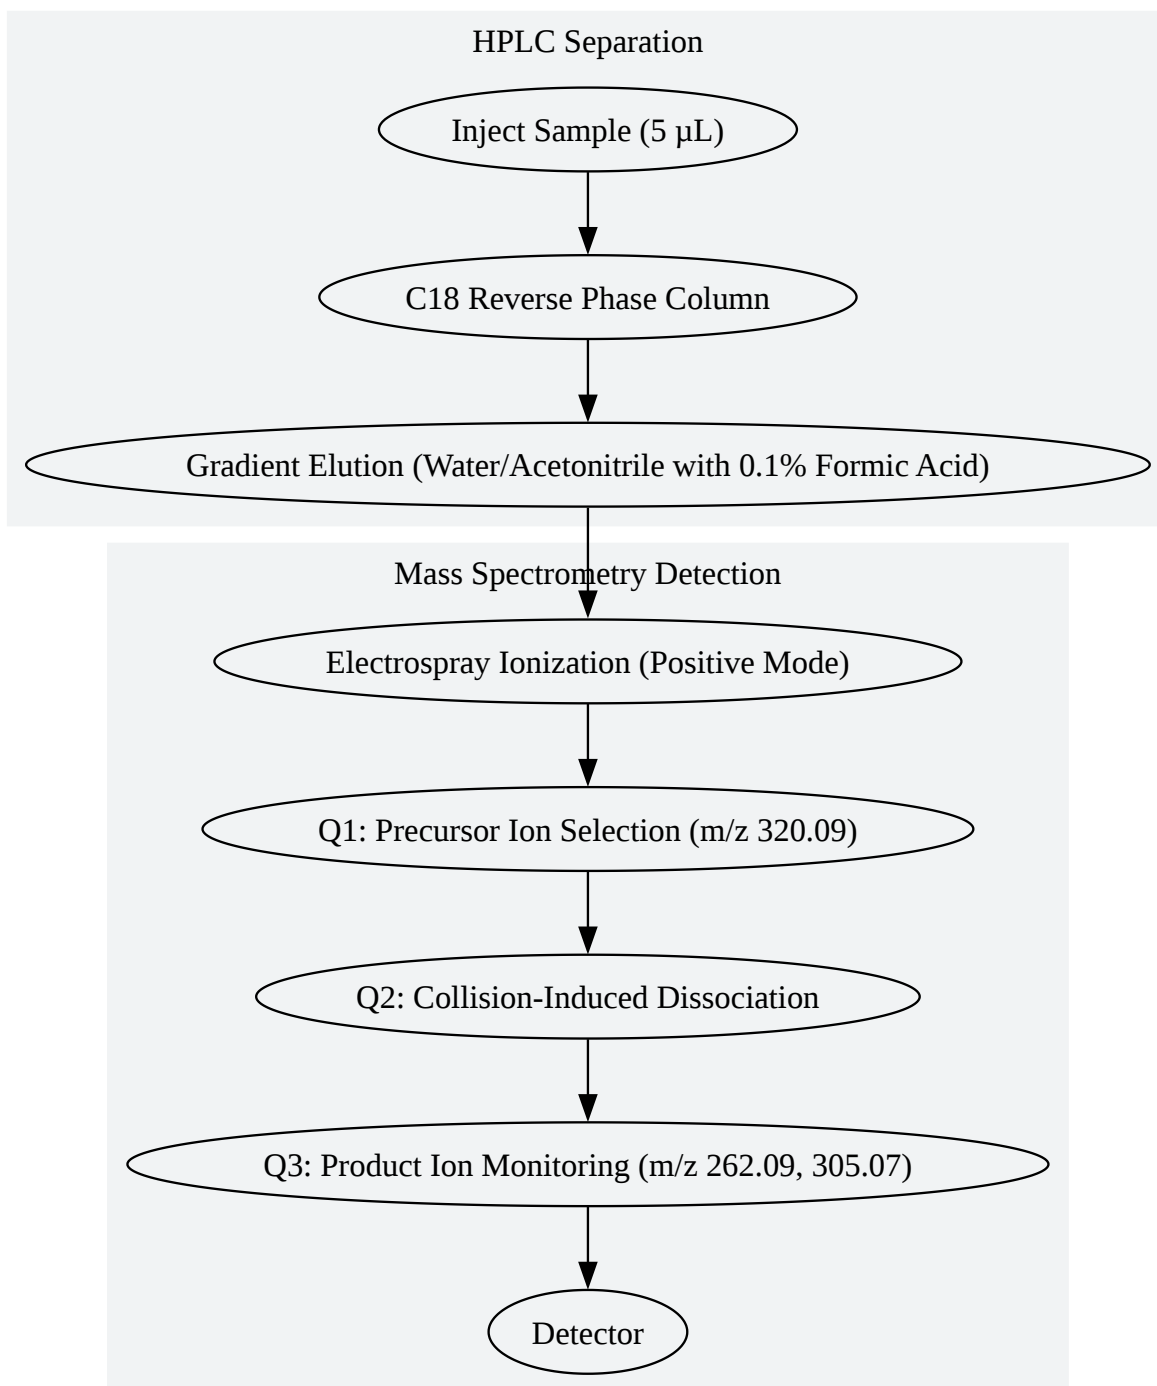 HPLC Separation
Inject Sample (5 µL)
C18 Reverse Phase Column
Gradient Elution (Water/Acetonitrile with 0.1% Formic Acid)
Mass Spectrometry Detection
Electrospray Ionization (Positive Mode)
Q1: Precursor Ion Selection (m/z 320.09)
Q2: Collision-Induced Dissociation
Q3: Product Ion Monitoring (m/z 262.09, 305.07)
Detector